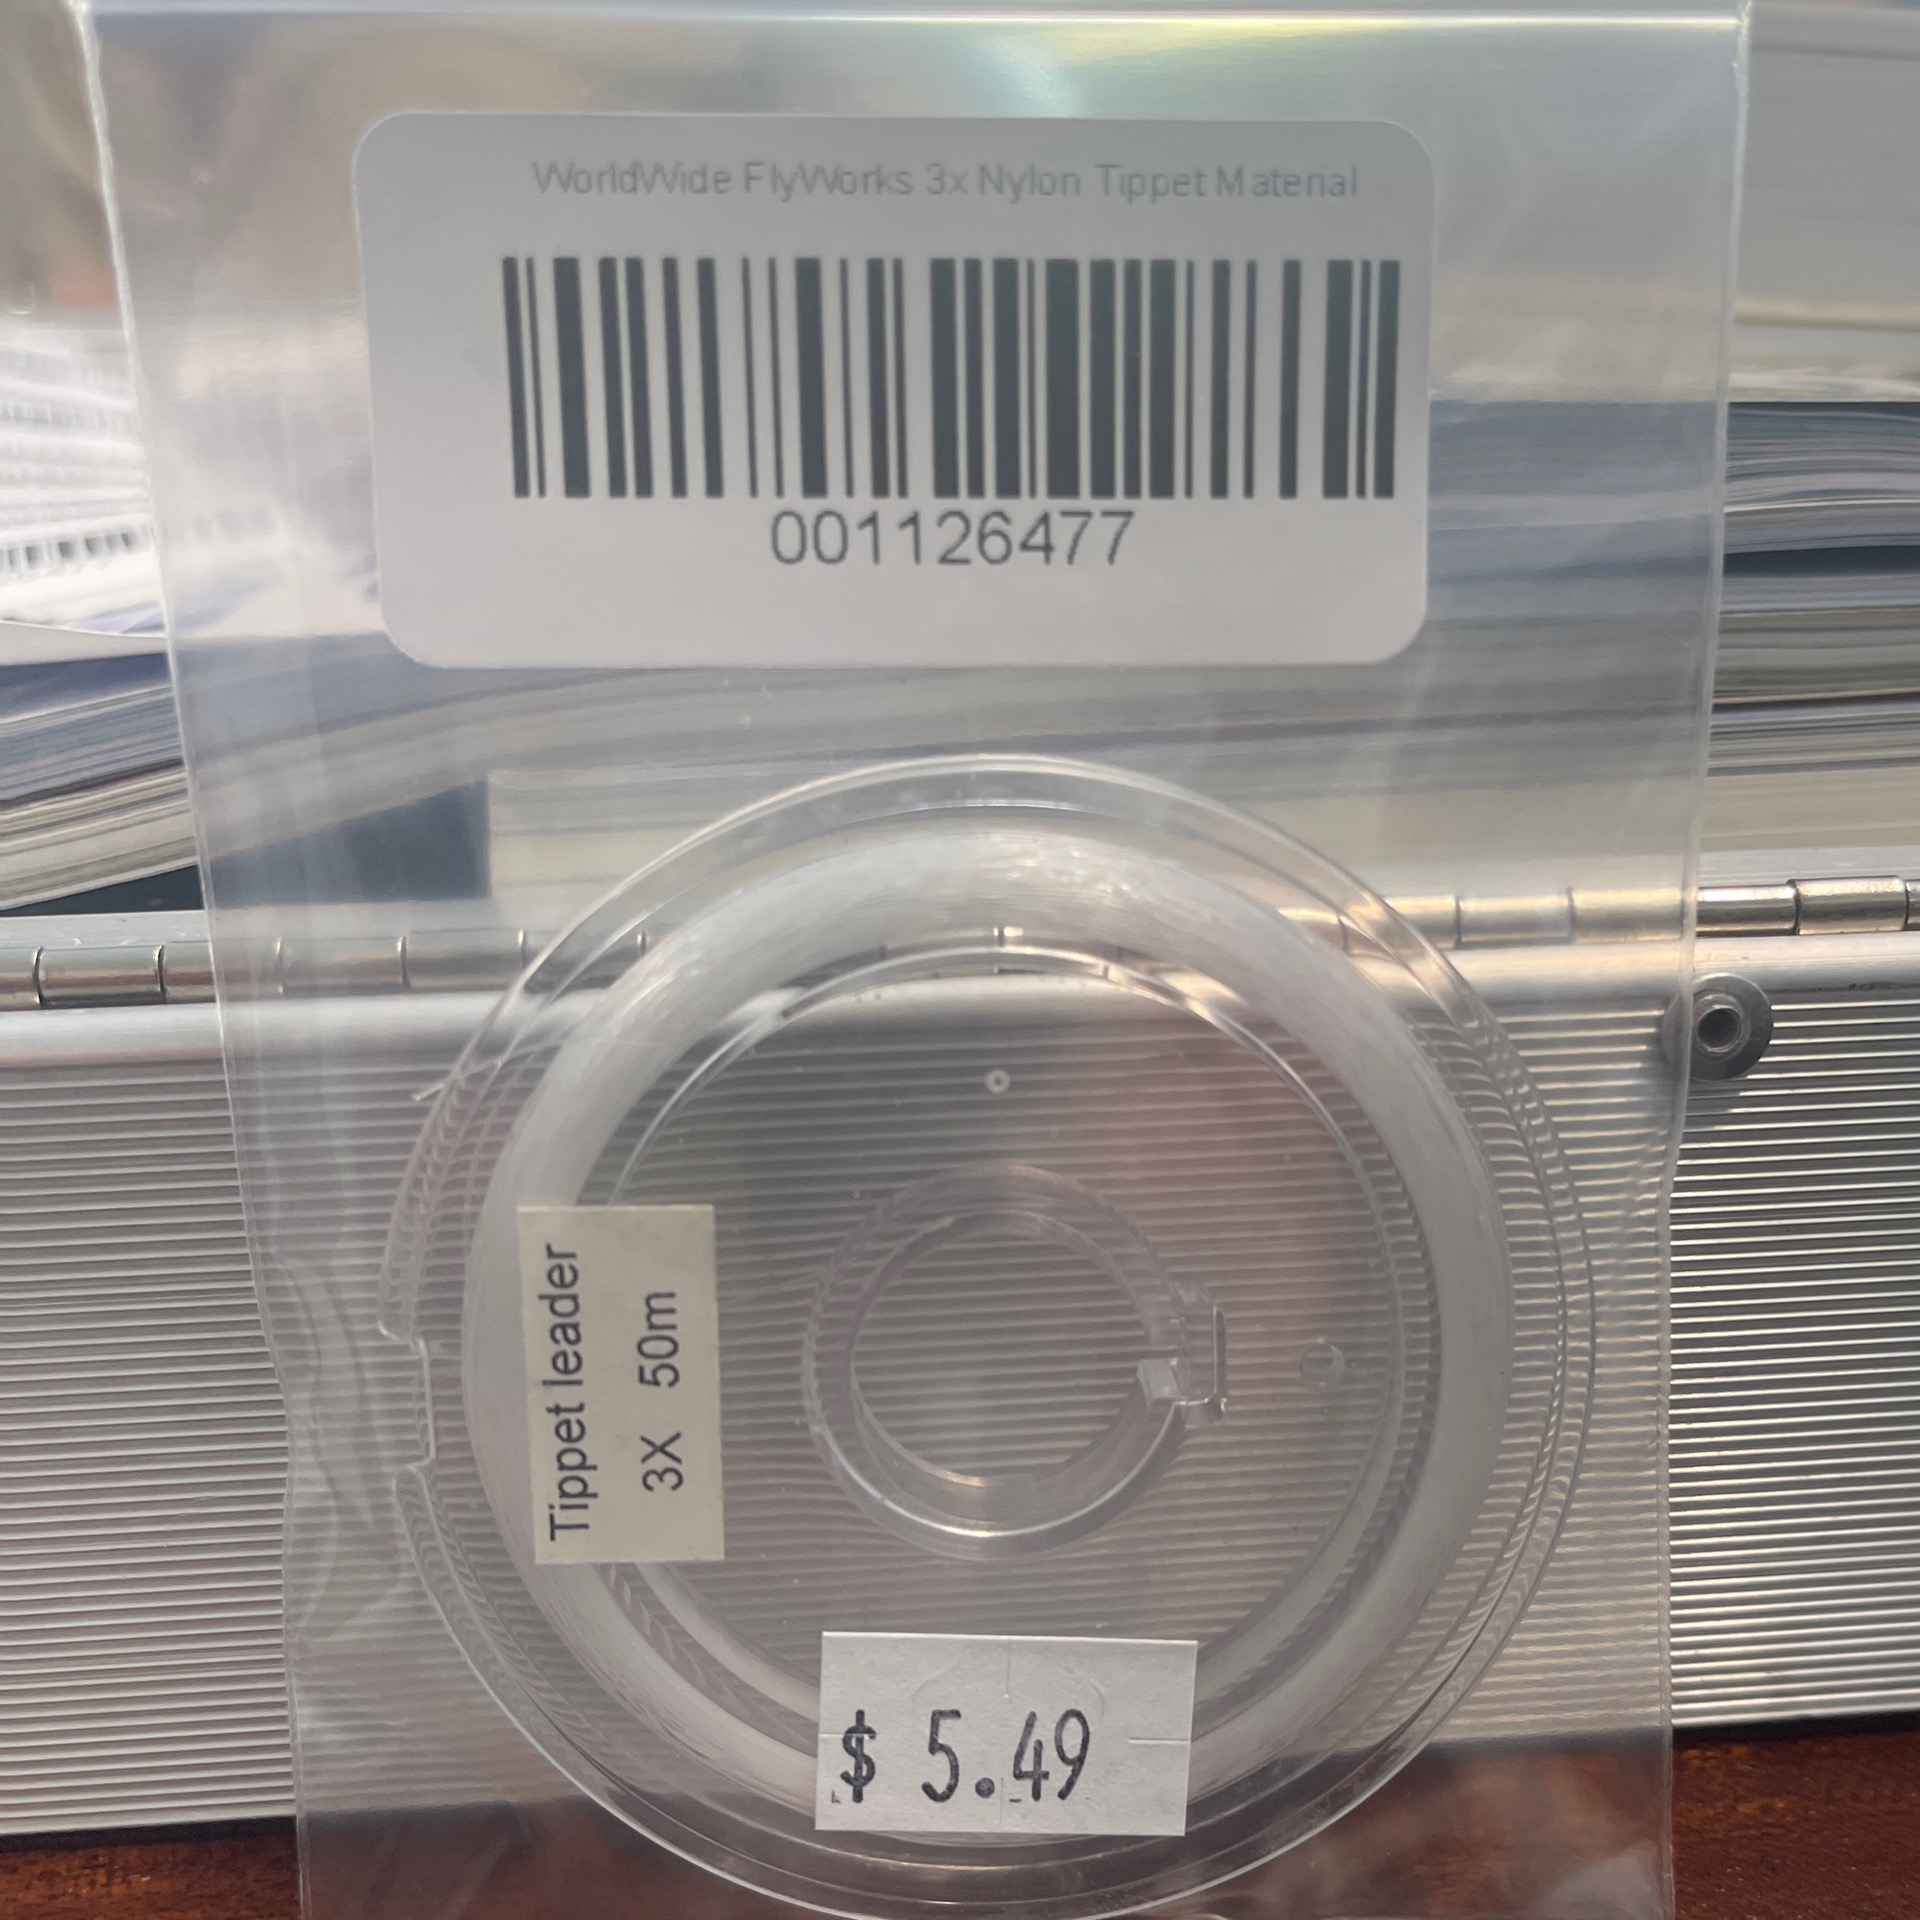 WorldWide FlyWorks 3x Nylon Tippet Material
001126477
Tippet leader
3X 50m
$ 5.49